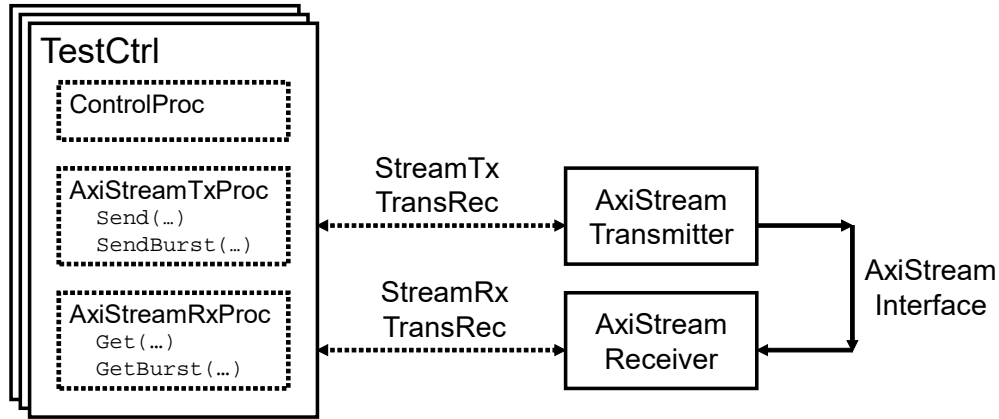 TestCtrl
ControlProc
AxiStreamTxProc
Send(…)
SendBurst(…)
AxiStreamRxProc
Get(…)
GetBurst(…)
StreamTx
TransRec
StreamRx
TransRec
AxiStream
Transmitter
AxiStream
Receiver
AxiStream
Interface